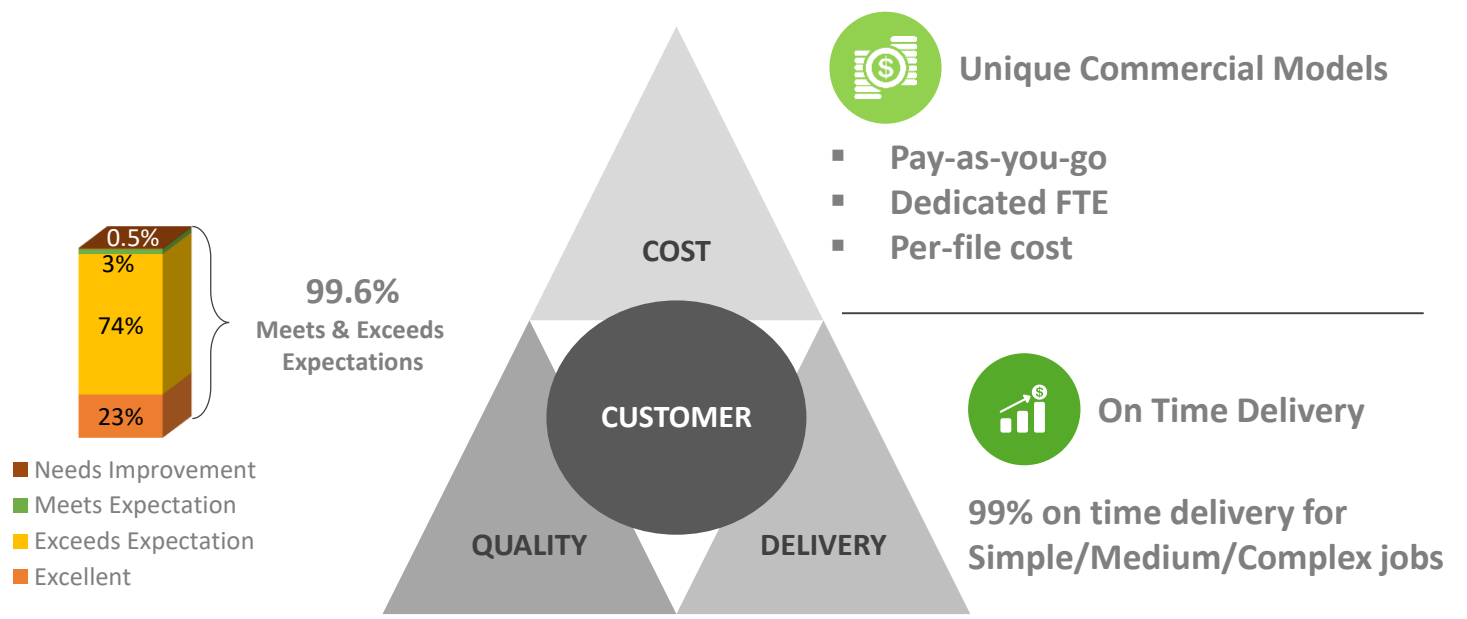 Unique Commercial Models
▪ Pay-as-you-go
▪ Dedicated FTE
▪ Per-file cost
0.5%
3%
74%
23%
99.6%
Meets & Exceeds
Expectations
Needs Improvement
Meets Expectation
Exceeds Expectation
Excellent
COST
CUSTOMER
QUALITY
DELIVERY
$
$
On Time Delivery
99% on time delivery for
Simple/Medium/Complex jobs